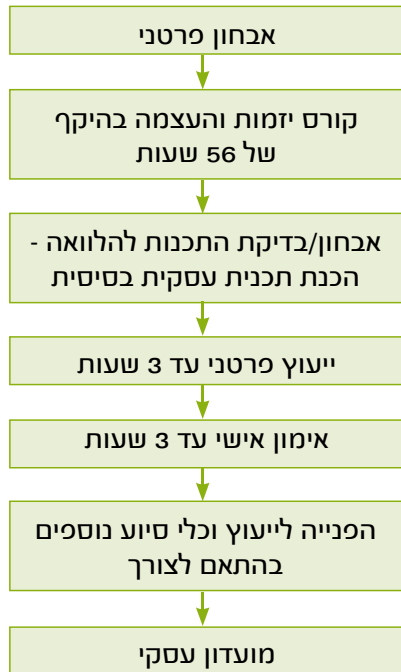 אבחון פרטני
קורס יזמות והעצמה בהיקף
של 56 שעות
אבחון/בדיקת התכנות להלוואה -
הכנת תכנית עסקית בסיסית
ייעוץ פרטני עד 3 שעות
אימון אישי עד 3 שעות
הפנייה לייעוץ וכלי סיוע נוספים
בהתאם לצורך
מועדון עסקי